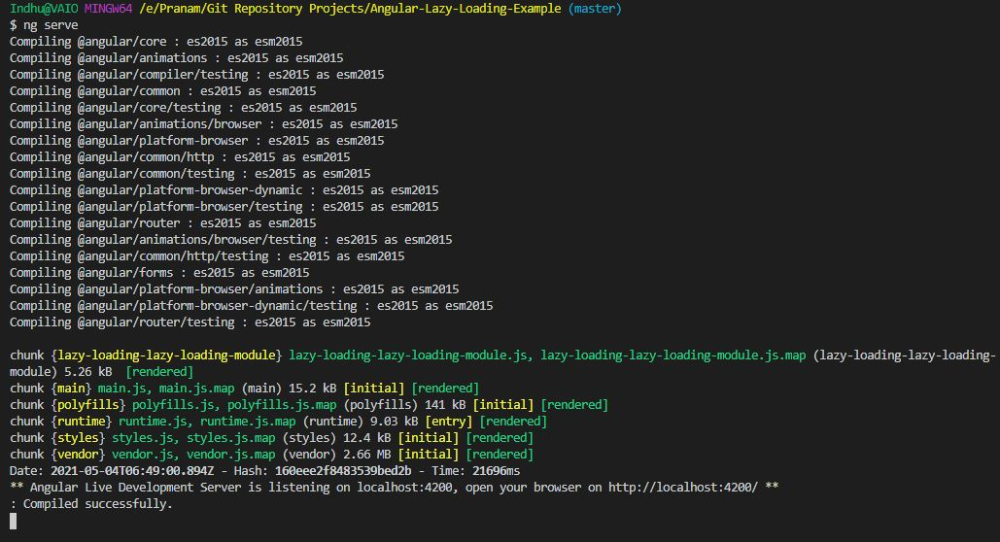 Indhu@VAIO MINGW64 /e/Pranam/Git Repository Projects/Angular-Lazy-Loading-Example (master)
$ ng serve
Compiling @angular/core : es2015 as esm2015
Compiling @angular/animations : es2015 as esm2015
Compiling @angular/compiler/testing : es2015 as esm2015
Compiling @angular/common : es2015 as esm2015
Compiling @angular/core/testing : es2015 as esm2015
Compiling @angular/animations/browser : es2015 as esm2015
Compiling @angular/platform-browser : es2015 as esm2015
Compiling @angular/common/http : es2015 as esm2015
Compiling @angular/common/testing : es2015 as esm2015
Compiling @angular/platform-browser-dynamic : es2015 as esm2015
Compiling @angular/platform-browser/testing : es2015 as esm2015
Compiling @angular/router : es2015 as esm2015
Compiling @angular/animations/browser/testing : es2015 as esm2015
Compiling @angular/common/http/testing : es2015 as esm2015
Compiling @angular/forms : es2015 as esm2015
Compiling @angular/platform-browser/animations : es2015 as esm2015
Compiling @angular/platform-browser-dynamic/testing : es2015 as esm2015
Compiling @angular/router/testing : es2015 as esm2015
chunk {lazy-loading-lazy-loading-module} lazy-loading-lazy-loading-module.js, lazy-loading-lazy-loading-module.js.map (lazy-loading-lazy-loading-
module) 5.26 kB  [rendered]
chunk {main} main.js, main.js.map (main) 15.2 kB [initial] [rendered]
chunk {polyfills} polyfills.js, polyfills.js.map (polyfills) 141 kB [initial] [rendered]
chunk {runtime} runtime.js, runtime.js.map (runtime) 9.03 kB [entry] [rendered]
chunk {styles} styles.js, styles.js.map (styles) 12.4 kB [initial] [rendered]
chunk {vendor} vendor.js, vendor.js.map (vendor) 2.66 MB [initial] [rendered]
Date: 2021-05-04T06:49:00.894Z - Hash: 160eee2f8483539bed2b - Time: 21696ms
** Angular Live Development Server is listening on localhost:4200, open your browser on http://localhost:4200/ **
: Compiled successfully.